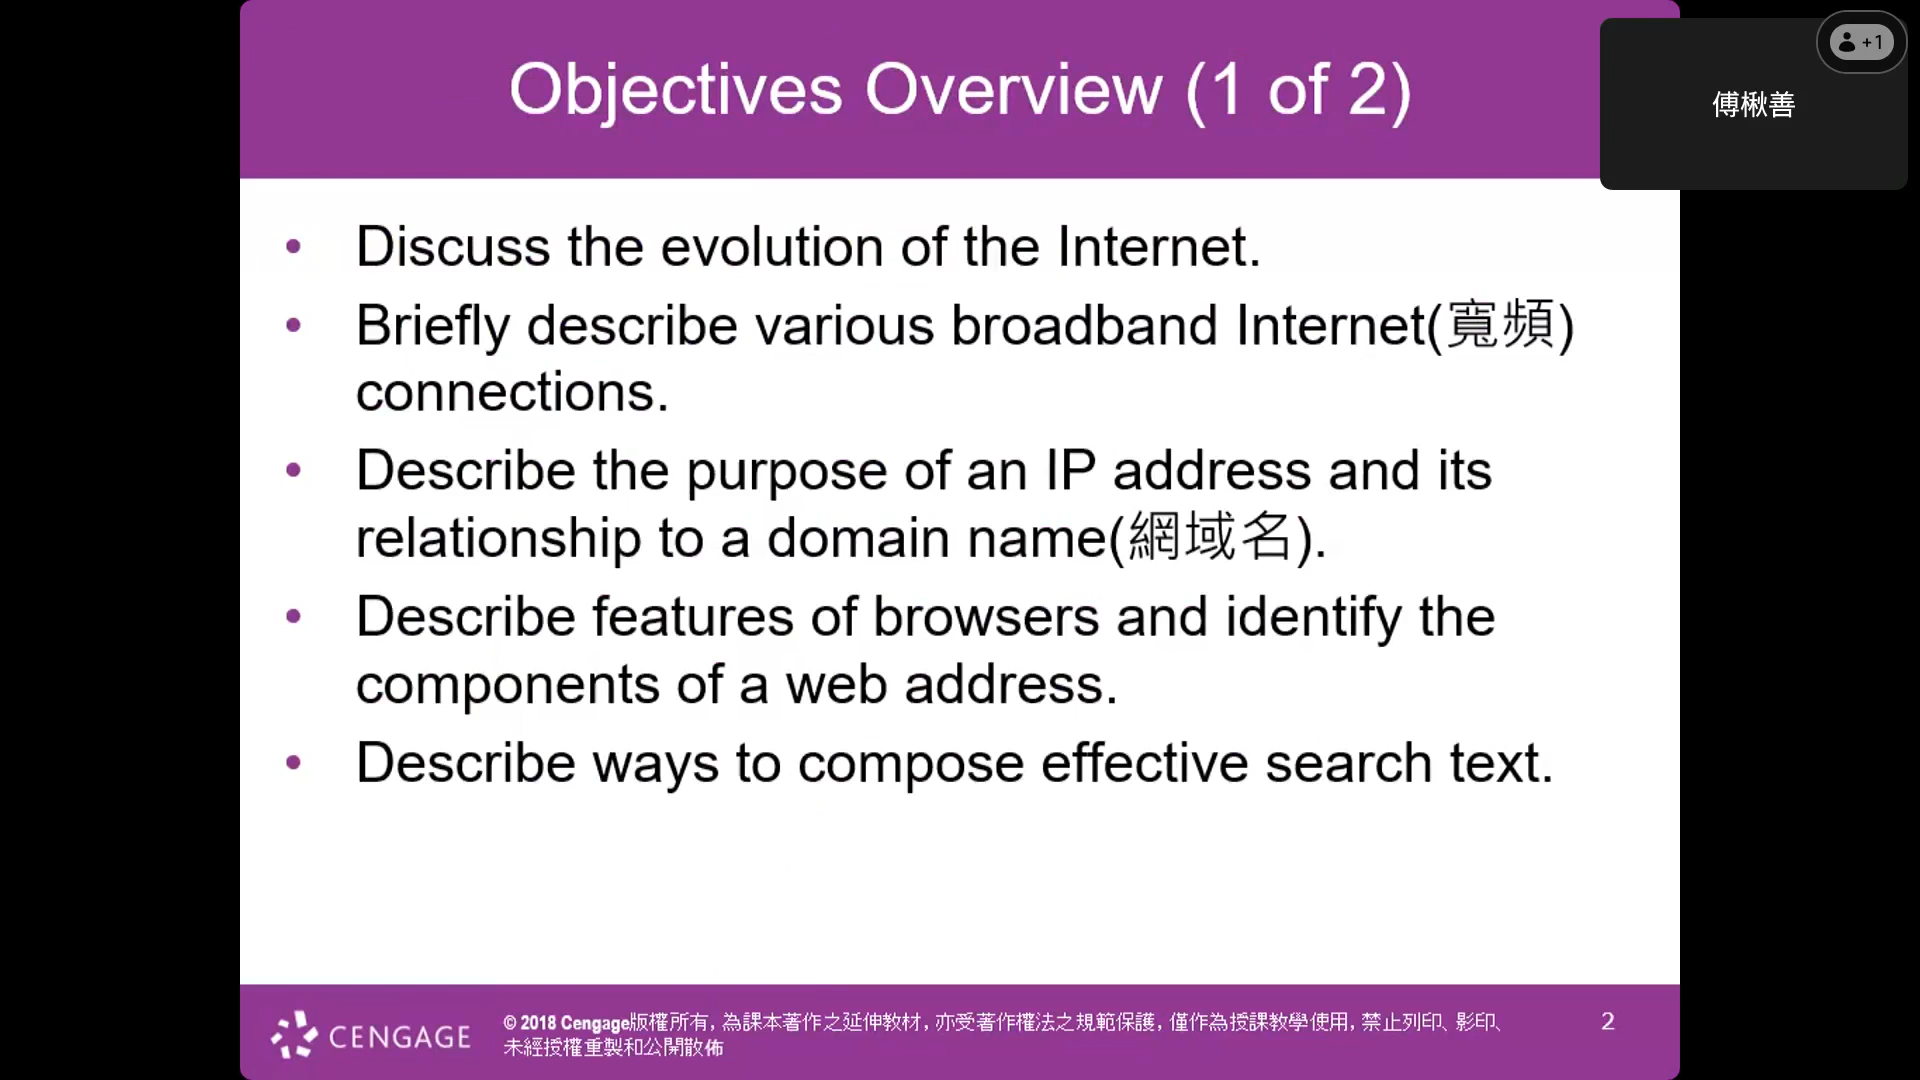 Objectives Overview (1 of 2)
+1
傅楸善
• Discuss the evolution of the Internet.
• Briefly describe various broadband Internet(寬頻)
connections.
• Describe the purpose of an IP address and its
relationship to a domain name(網域名).
• Describe features of browsers and identify the
components of a web address.
• Describe ways to compose effective search text.
CENGAGE
© 2018 Cengage版權所有, 為課本著作之延伸教材, 亦受著作權法之規範保護, 僅作為授課教學使用, 禁止列印、影印、
未經授權重製和公開散佈
2